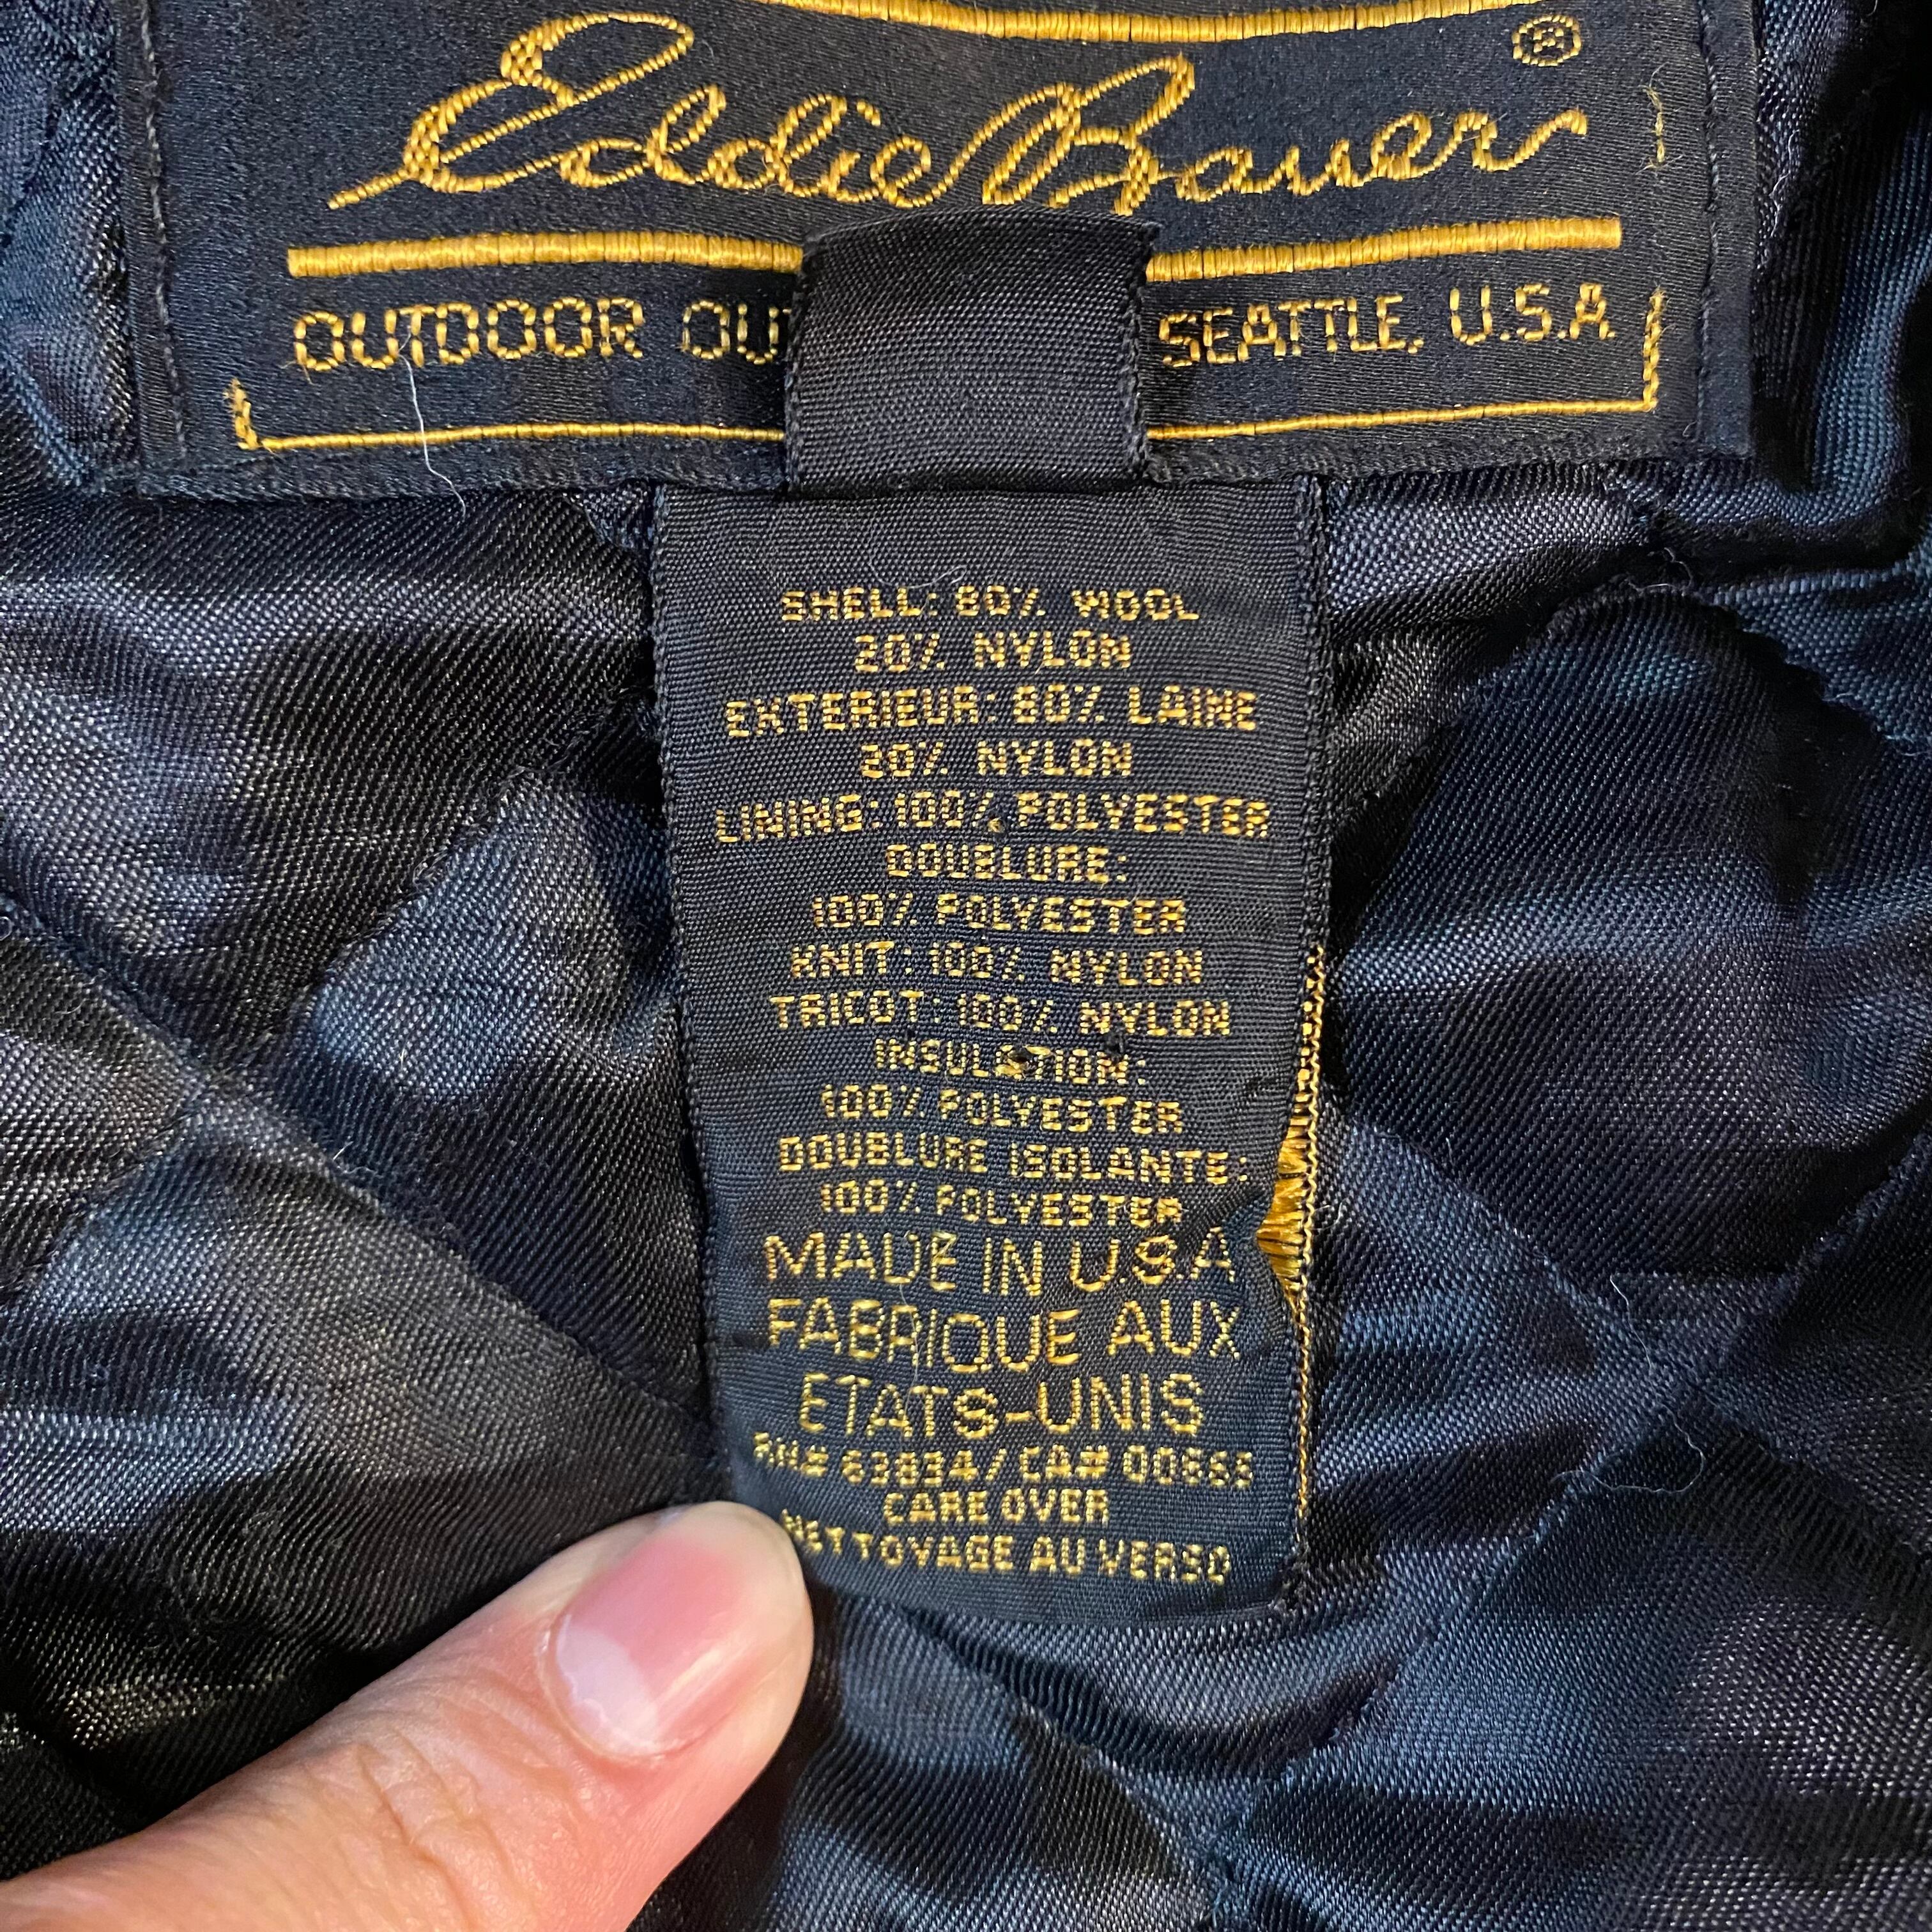 Eddie Bauer ®
OUTDOOR SEATTLE, U.S.A.
SHELL: 80% WOOL
20% NYLON
EXTERIEUR: 80% LAINE
20% NYLON
LINING: 100% POLYESTER
DOUBLURE:
100% POLYESTER
KNIT: 100% NYLON
TRICOT: 100% NYLON
INSULATION:
100% POLYESTER
DOUBLURE ISOLANTE:
100% POLYESTER
MADE IN U.S.A
FABRIQUE AUX
ETATS-UNIS
RN# 63834/CA#
CARE OVER
NETTOYAGE AU VERSO